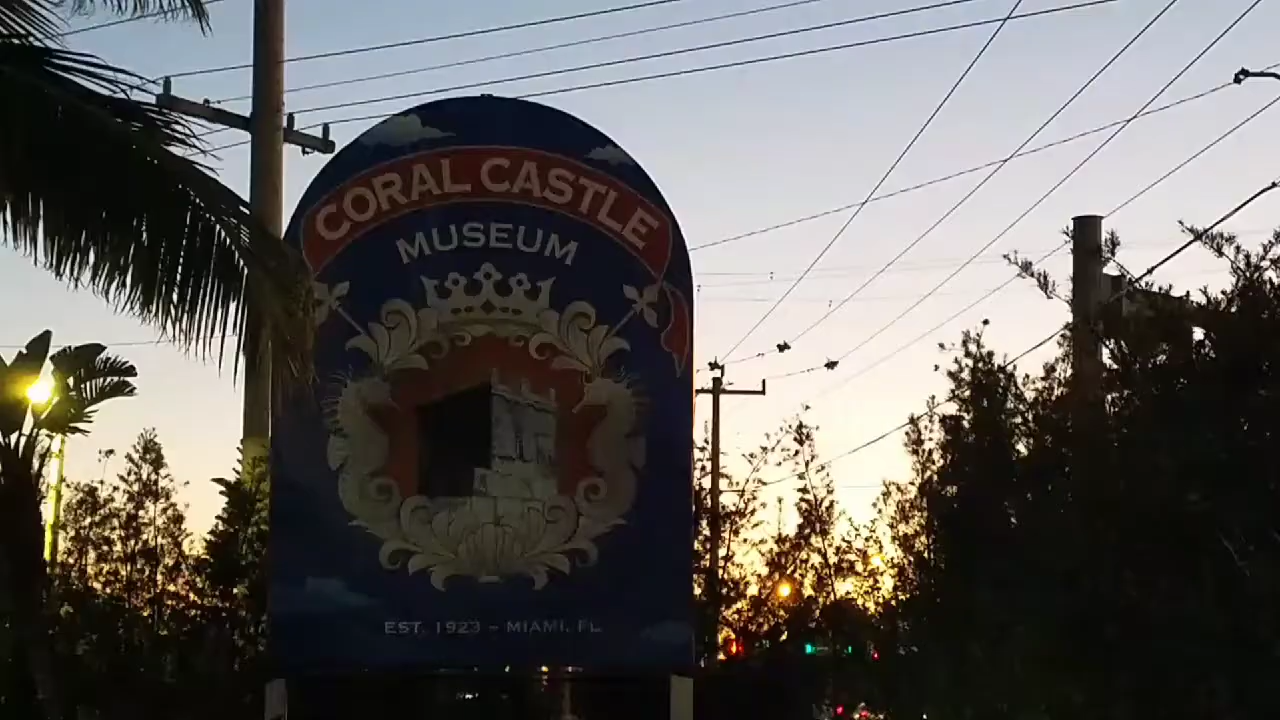 CORAL CASTLE
MUSEUM
EST. 1923 – MIAMI, FL